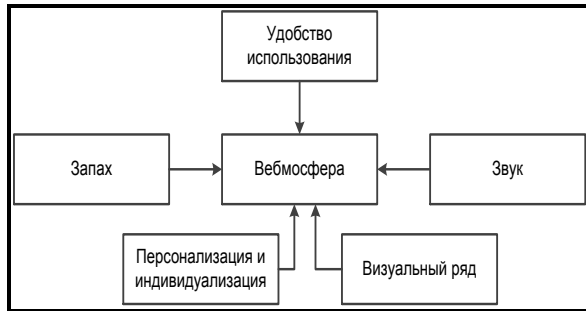 Удобство
использования
Запах
Вебмосфера
Звук
Персонализация и
индивидуализация
Визуальный ряд